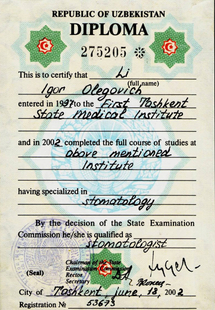 REPUBLIC OF UZBEKISTAN
DIPLOMA
275205
This is to certify that Li
(full name)
Igor Olegovich
entered in 1997 to the First Tashkent
State Medical Institute
and in 2002 completed the full course of studies at
above mentioned
Institute
having specialized in
stomatology
By the decision of the State Examination
Commission he/she is qualified as
stomatologist
Chairman of the State
Examination Commission
(Seal) Rector
Secretary
City of Tashkent june, 13, 2002
Registration № 53693